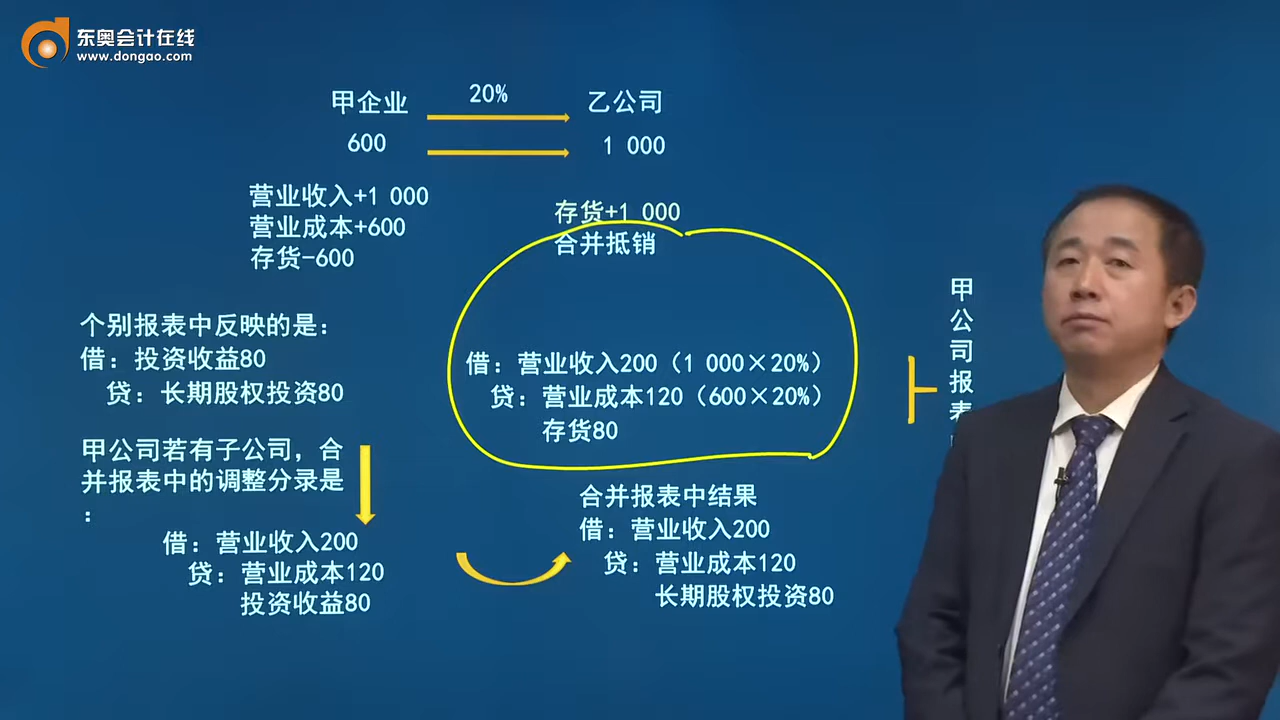 东奥会计在线
www.dongao.com
甲企业
20%
乙公司
600
1 000
营业收入+1 000
营业成本+600
存货-600
存货+1 000
合并抵销
个别报表中反映的是：
借：投资收益80
贷：长期股权投资80
借：营业收入200（1 000×20%）
贷：营业成本120（600×20%）
存货80
甲公司报表
甲公司若有子公司，合
并报表中的调整分录是
：
借：营业收入200
贷：营业成本120
投资收益80
合并报表中结果
借：营业收入200
贷：营业成本120
长期股权投资80